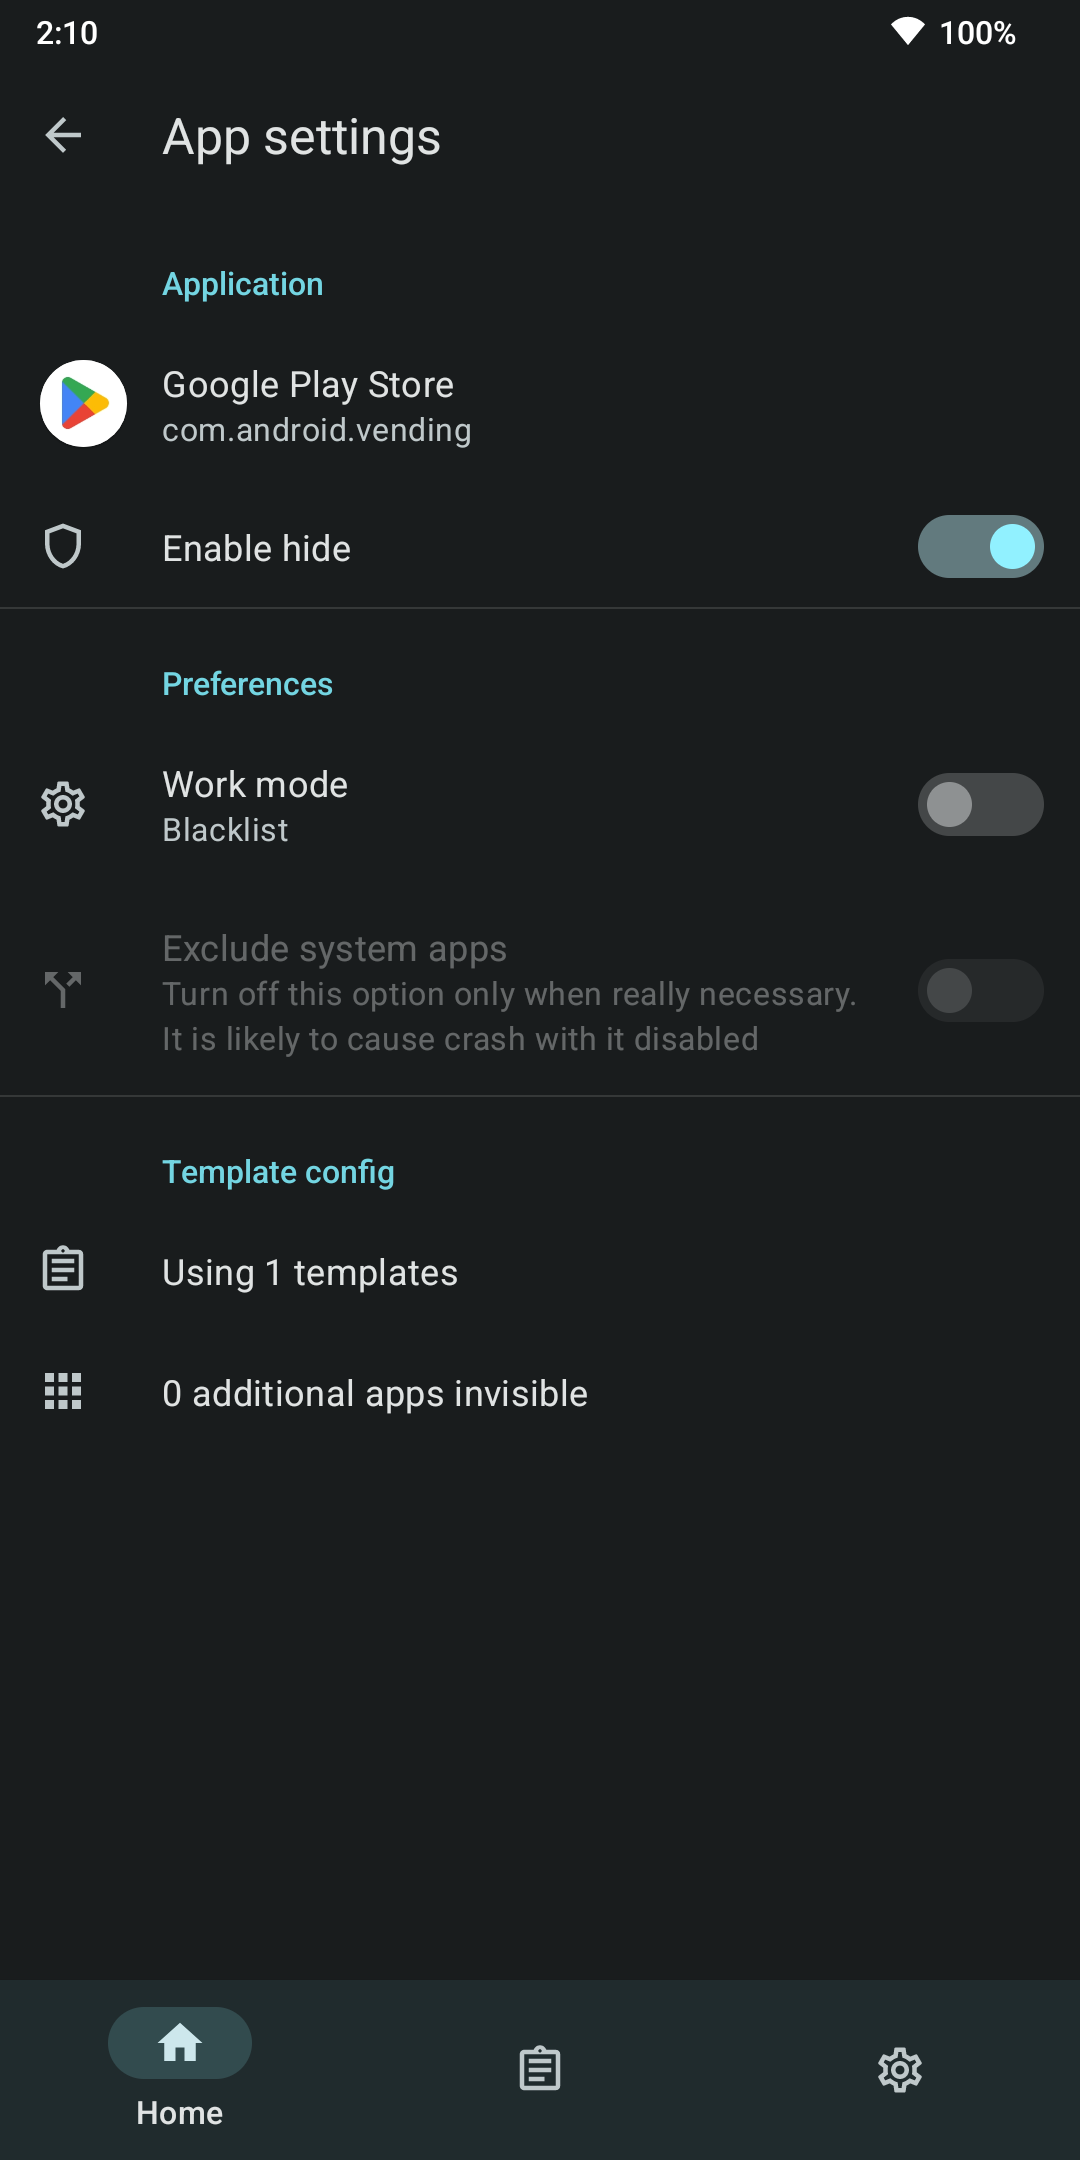 2:10
100%
App settings
Application
Google Play Store
com.android.vending
Enable hide
Preferences
Work mode
Blacklist
Exclude system apps
Turn off this option only when really necessary.
It is likely to cause crash with it disabled
Template config
Using 1 templates
0 additional apps invisible
Home